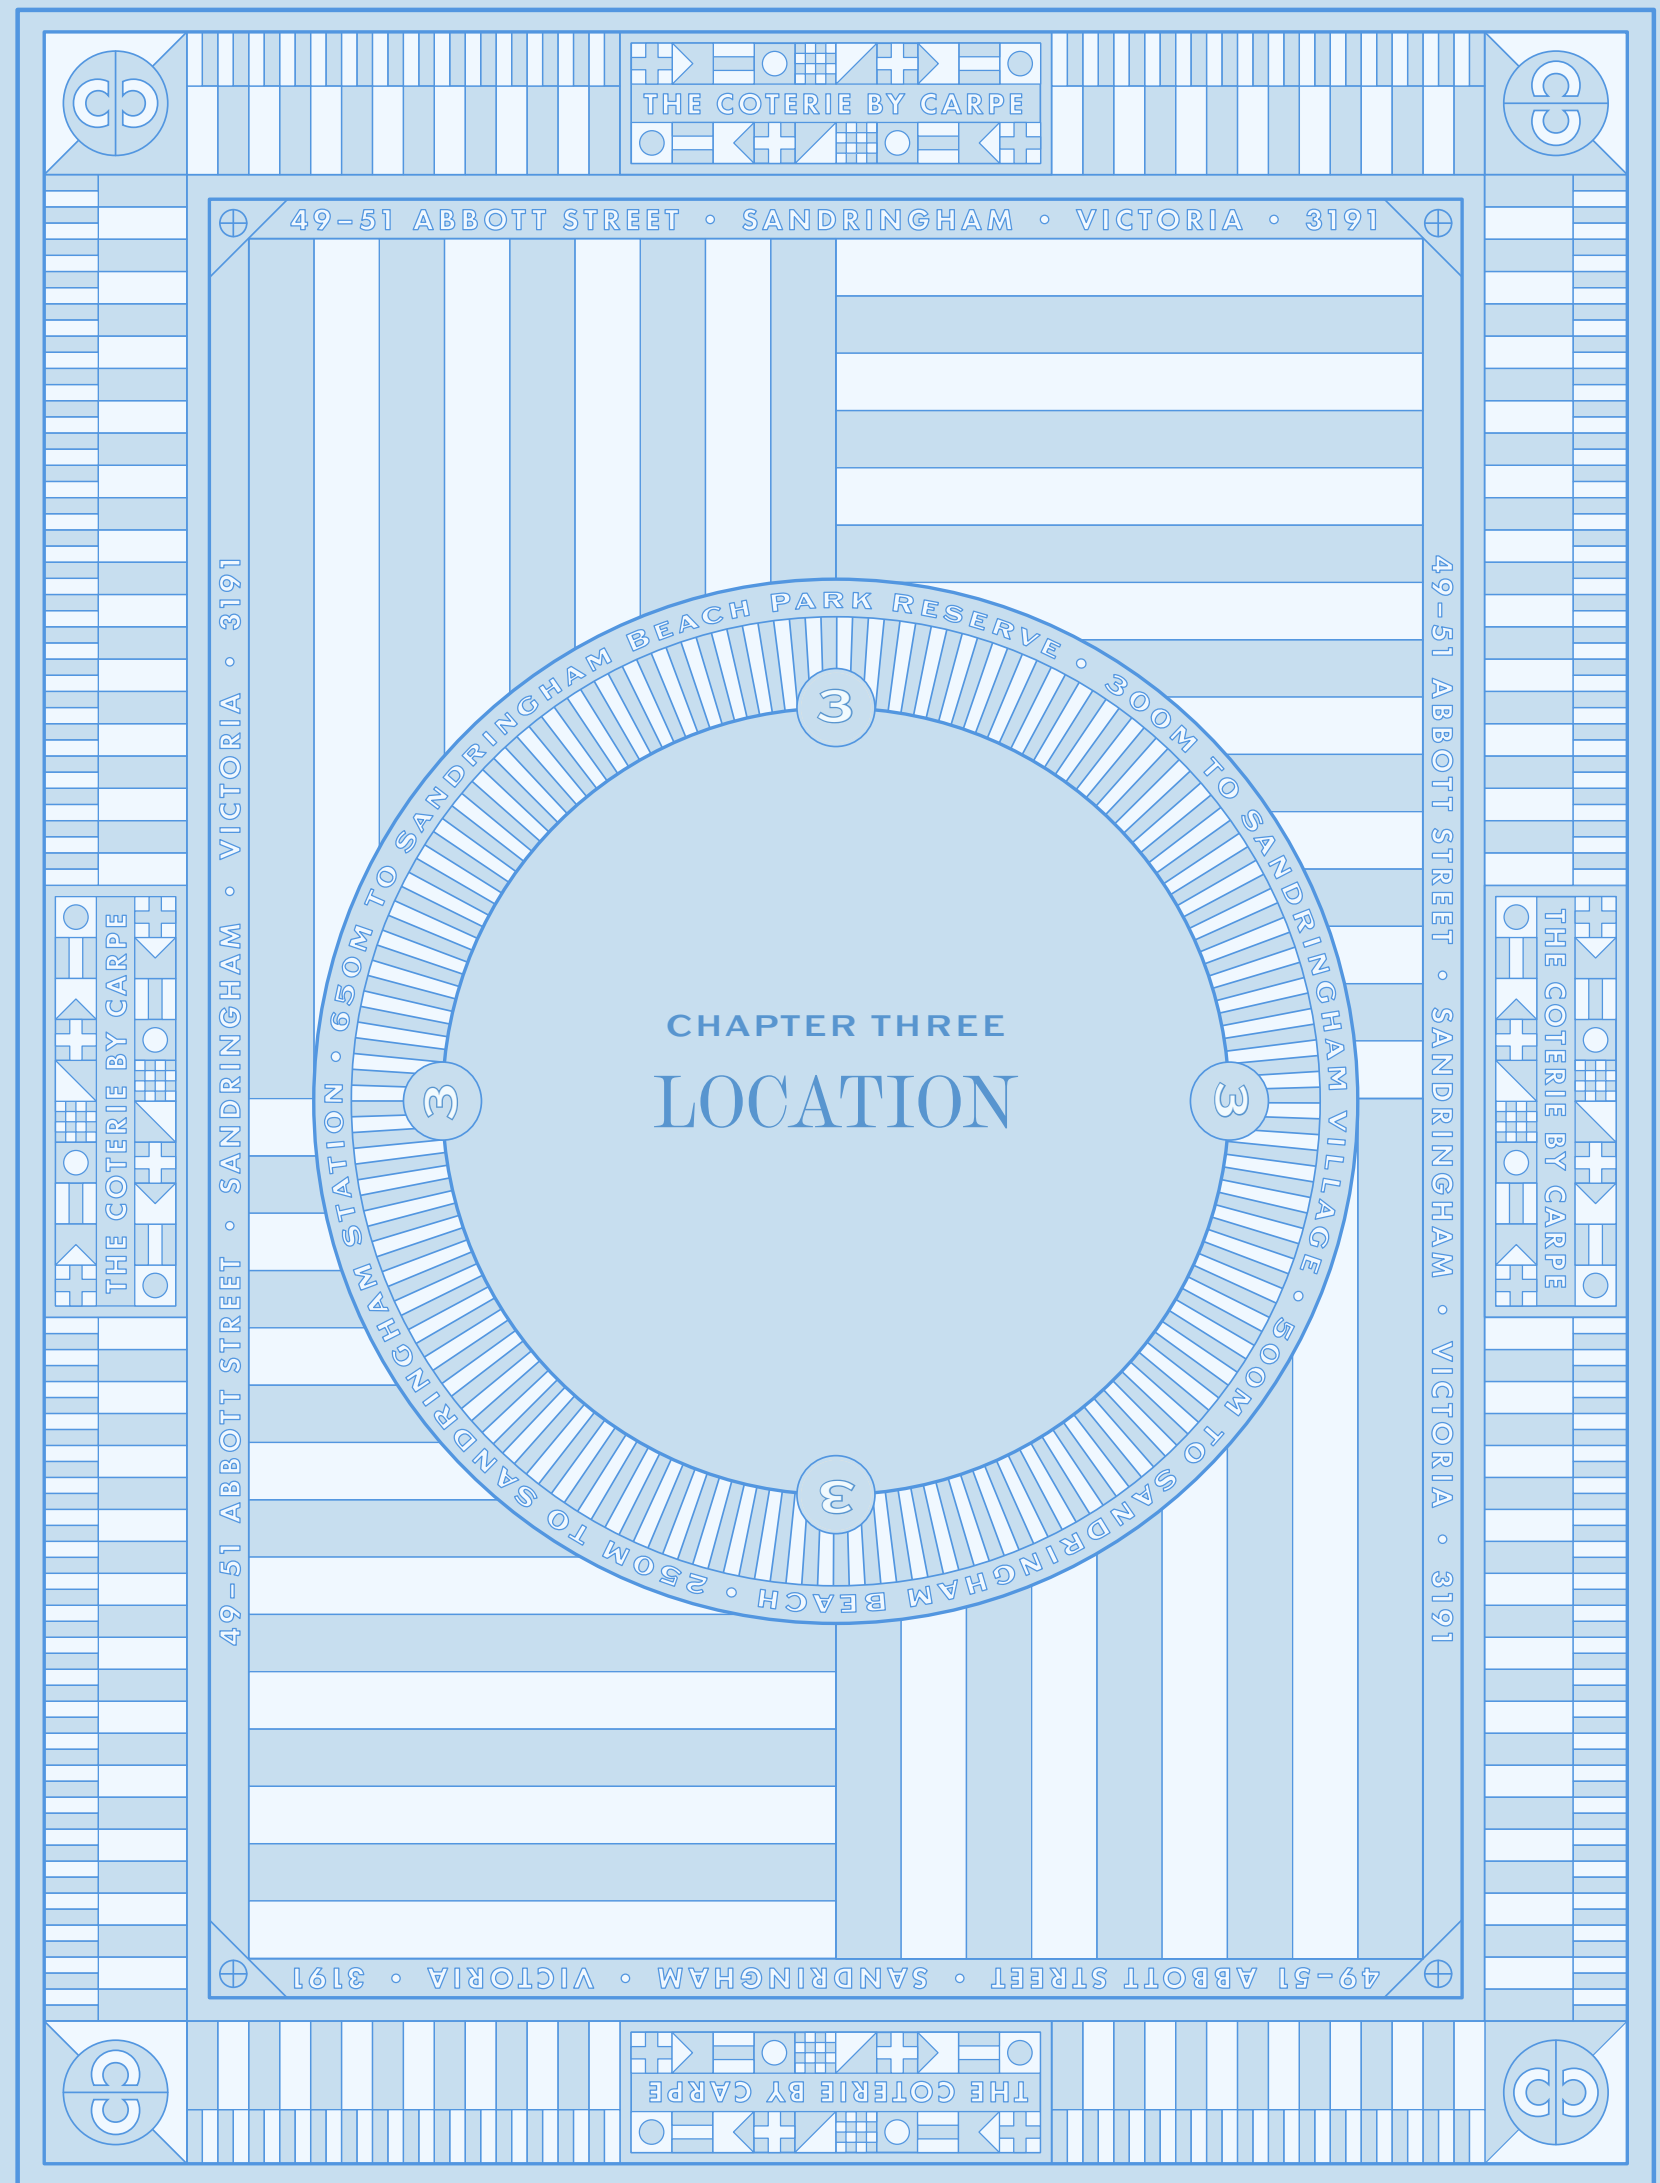 THE COTERIE BY CARPE
49–51 ABBOTT STREET • SANDRINGHAM • VICTORIA • 3191
49–51 ABBOTT STREET • SANDRINGHAM • VICTORIA • 3191
49–51 ABBOTT STREET • SANDRINGHAM • VICTORIA • 3191
650M TO SANDRINGHAM BEACH PARK RESERVE • 300M TO SANDRINGHAM VILLAGE • 500M TO SANDRINGHAM BEACH • 250M TO SANDRINGHAM STATION •
3
CHAPTER THREE
LOCATION
3
3
3
THE COTERIE BY CARPE
THE COTERIE BY CARPE
49–51 ABBOTT STREET • SANDRINGHAM • VICTORIA • 3191
THE COTERIE BY CARPE